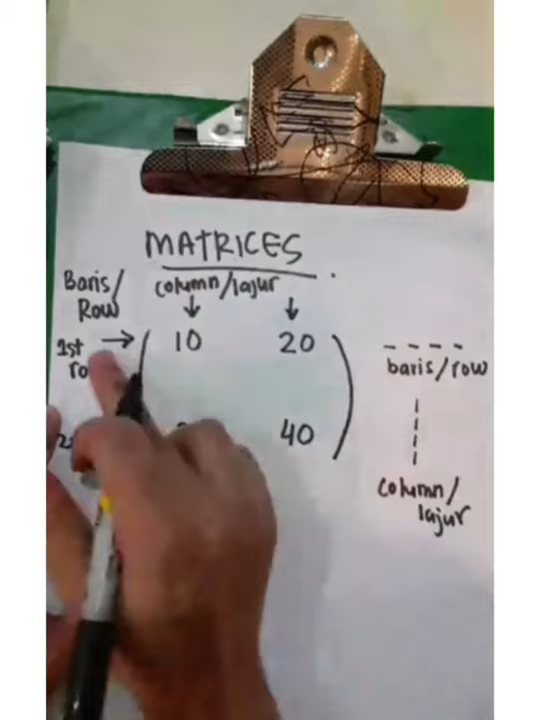 MATRICES
Baris/
Row
column/lajur
1st
10 20
40
baris/row
column/
lajur